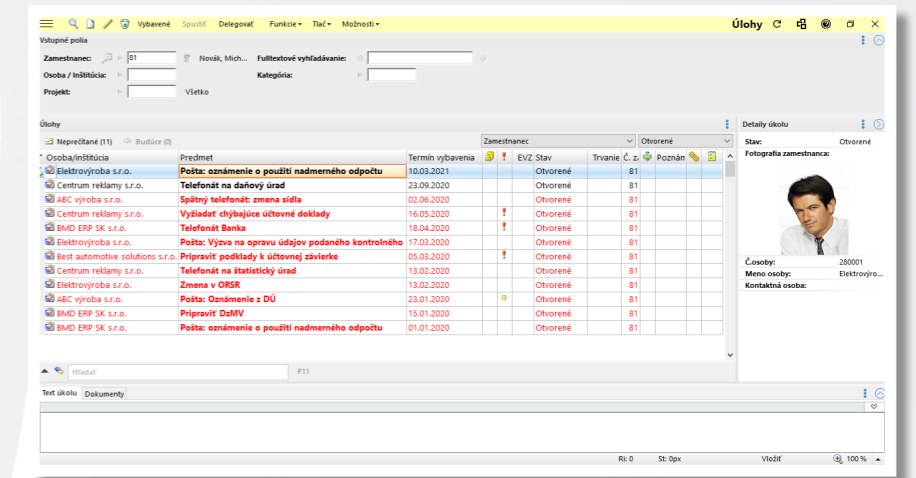 Vybavené Spustiť Delegovať Funkcie Tlač Možnosti Úlohy
Vstupné polia
Zamestnanec: 81 Novák, Mich... Fulltextové vyhľadávanie:
Osoba / Inštitúcia: Kategória:
Projekt: Všetko
Úlohy Detaily úkolu
Neprečítané (11) Budúce (0) Zamestnanec Otvorené Stav: Otvorené
Osoba/inštitúcia Predmet Termín vybavenia EVZ Stav Trvanie Č. z Poznán Fotografia zamestnanca:
Elektrovýroba s.r.o. Pošta: oznámenie o použití nadmerného odpočtu 10.03.2021 Otvorené 81
Centrum reklamy s.r.o. Telefonát na daňový úrad 23.09.2020 Otvorené 81
ABC výroba s.r.o. Spätný telefonát: zmena sídla 02.06.2020 Otvorené 81
Centrum reklamy s.r.o. Vyžiadať chýbajúce účtovné doklady 16.05.2020 Otvorené 81
BMD ERP SK s.r.o. Telefonát Banka 18.04.2020 Otvorené 81
Elektrovýroba s.r.o. Pošta: Výzva na opravu údajov podaného kontrolného 17.03.2020 Otvorené 81
Best automotive solutions s.r.o. Pripraviť podklady k účtovnej závierke 05.03.2020 Otvorené 81
Centrum reklamy s.r.o. Telefonát na štatistický úrad 13.02.2020 Otvorené 81
Elektrovýroba s.r.o. Zmena v ORSR 13.02.2020 Otvorené 81
ABC výroba s.r.o. Pošta: Oznámenie z DÚ 23.01.2020 Otvorené 81
BMD ERP SK s.r.o. Pripraviť DzMV 15.01.2020 Otvorené 81
BMD ERP SK s.r.o. Pošta: oznámenie o použití nadmerného odpočtu 01.01.2020 Otvorené 81
Č.osoby: 280001
Meno osoby: Elektrovýro...
Kontaktná osoba:
Hľadať F11
Text úkolu Dokumenty
Ri: 0 St: 0px Vložiť 100 %